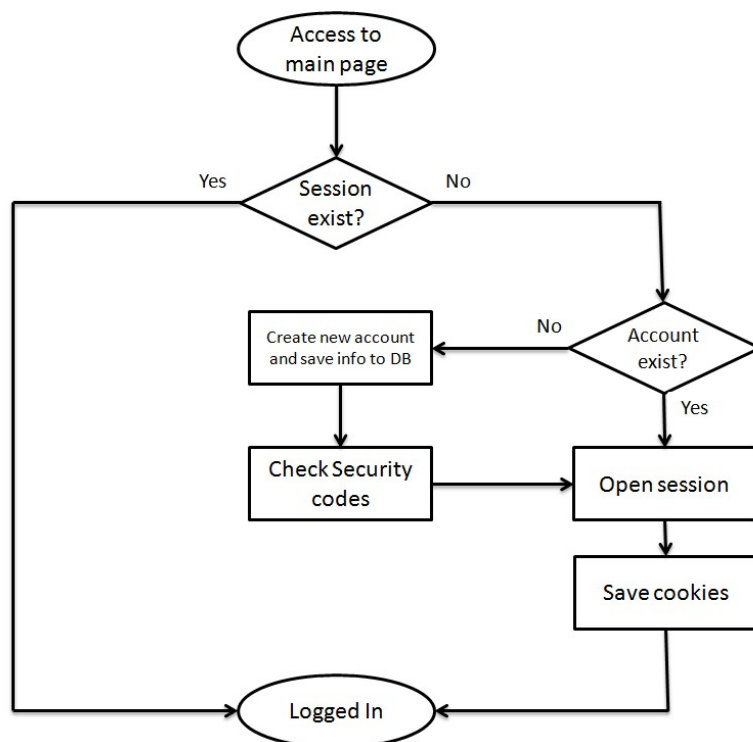 Access to
main page
Yes
Session
exist?
No
Create new account
and save info to DB
No
Account
exist?
Yes
Check Security
codes
Open session
Save cookies
Logged In